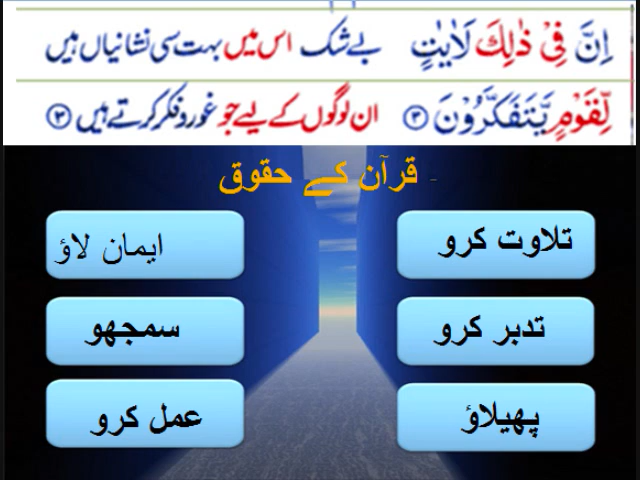 اِنَّ فِیْ ذٰلِكَ لَاٰیٰتٍ بے شک اس میں بہت سی نشانیاں ہیں
لِّقَوْمٍ یَّتَفَكَّرُوْنَ ﴿۳﴾ ان لوگوں کے لیے جو غور و فکر کرتے ہیں ﴿۳﴾
قرآن کے حقوق -
تلاوت کرو ایمان لاؤ
تدبر کرو سمجھو
پھیلاؤ عمل کرو